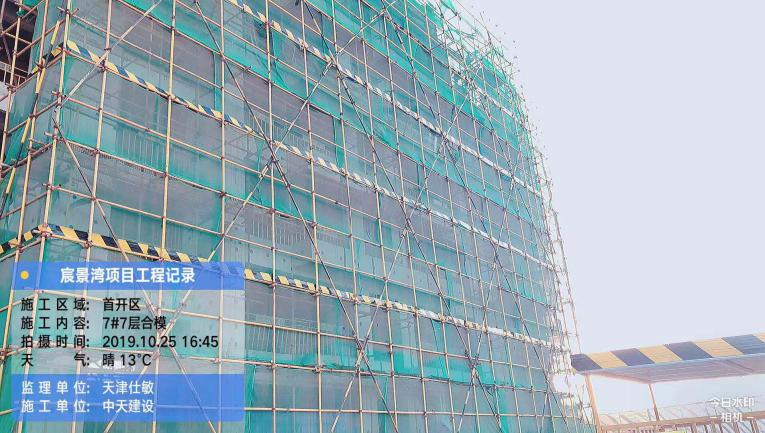 宸景湾项目工程记录
施工区域: 首开区
施工内容: 7#7层合模
拍摄时间: 2019.10.25 16:45
天气: 晴 13℃
监理单位: 天津仕敏
施工单位: 中天建设
今日水印
相机